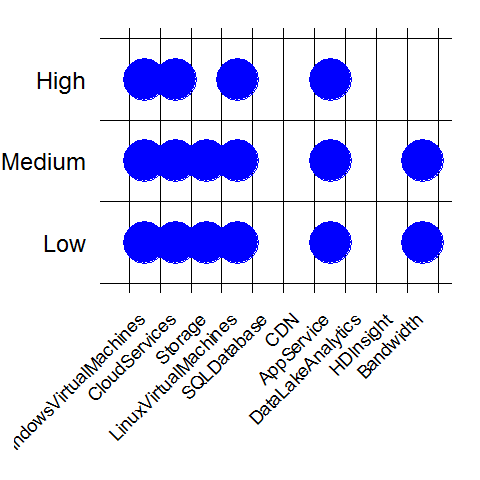 High
Medium
Low
ndowsVirtualMachines
CloudServices
Storage
LinuxVirtualMachines
SQLDatabase
CDN
AppService
DataLakeAnalytics
HDInsight
Bandwidth